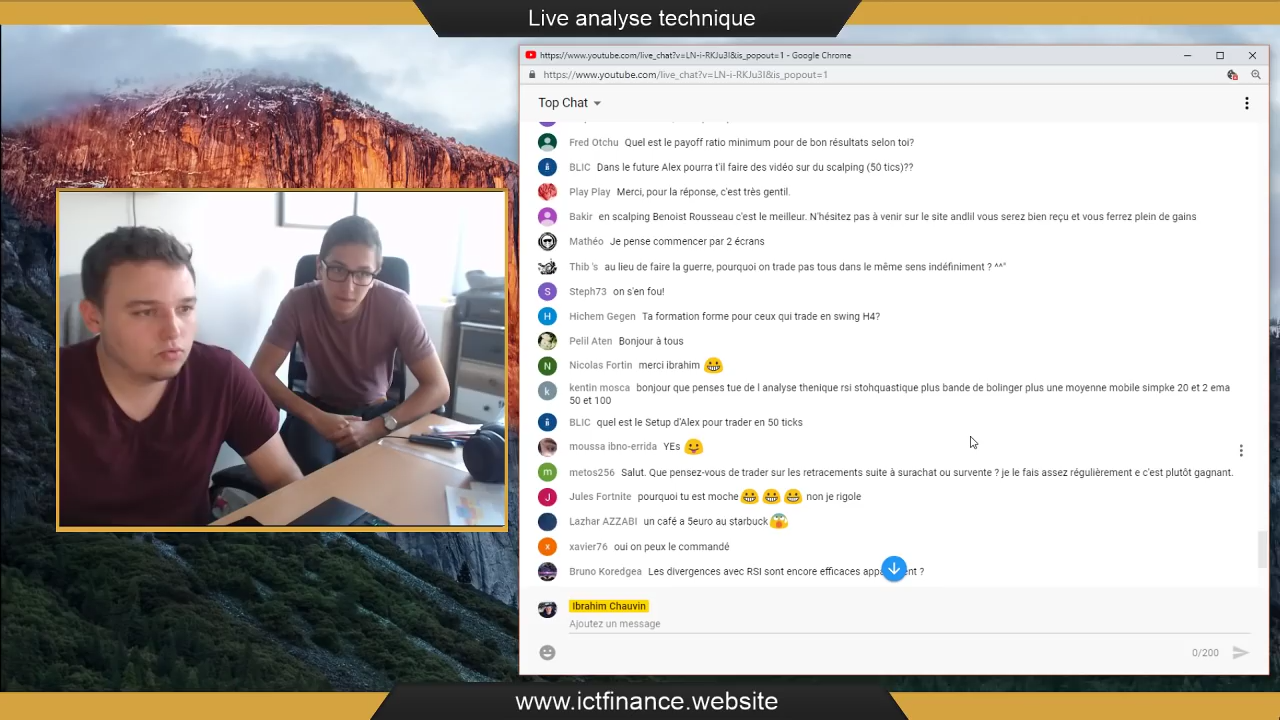 Live analyse technique
https://www.youtube.com/live_chat?v=LN-i-RKJu3I&is_popout=1 - Google Chrome
https://www.youtube.com/live_chat?v=LN-i-RKJu3I&is_popout=1
Top Chat
Fred Otchu Quel est le payoff ratio minimum pour de bon résultats selon toi?
BLIC Dans le future Alex pourra t'il faire des vidéo sur du scalping (50 tics)??
Play Play Merci, pour la réponse, c'est très gentil.
Bakir en scalping Benoist Rousseau c'est le meilleur. N'hésitez pas à venir sur le site andlil vous serez bien reçu et vous ferrez plein de gains
Mathéo Je pense commencer par 2 écrans
Thib 's au lieu de faire la guerre, pourquoi on trade pas tous dans le même sens indéfiniment ? ^^"
S Steph73 on s'en fou!
H Hichem Gegen Ta formation forme pour ceux qui trade en swing H4?
Pelil Aten Bonjour à tous
N Nicolas Fortin merci ibrahim 😀
k kentin mosca bonjour que penses tue de l analyse thenique rsi stohquastique plus bande de bolinger plus une moyenne mobile simpke 20 et 2 ema
50 et 100
BLIC quel est le Setup d'Alex pour trader en 50 ticks
moussa ibno-errida YEs 😛
m metos256 Salut. Que pensez-vous de trader sur les retracements suite à surachat ou survente ? je le fais assez régulièrement e c'est plutôt gagnant.
J Jules Fortnite pourquoi tu est moche 😀 😀 😀 non je rigole
Lazhar AZZABI un café a 5euro au starbuck 😱
x xavier76 oui on peux le commandé
Bruno Koredgea Les divergences avec RSI sont encore efficaces ?
Ibrahim Chauvin
Ajoutez un message
0/200
www.ictfinance.website